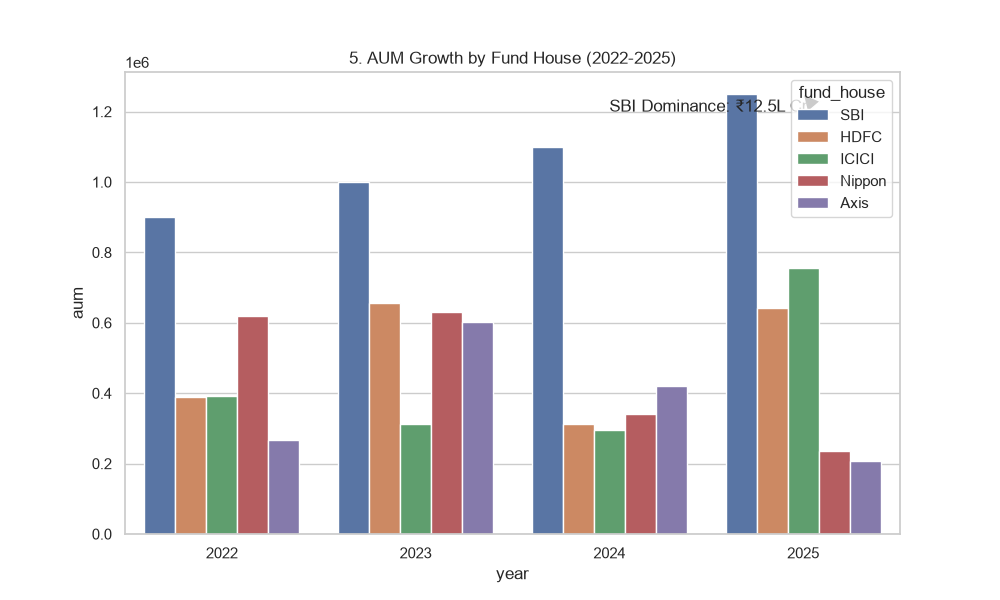 5. AUM Growth by Fund House (2022-2025)
1e6
SBI Dominance: ₹12.5L
fund_house
SBI
HDFC
ICICI
Nippon
Axis
aum
1.2
1.0
0.8
0.6
0.4
0.2
0.0
2022 2023 2024 2025
year